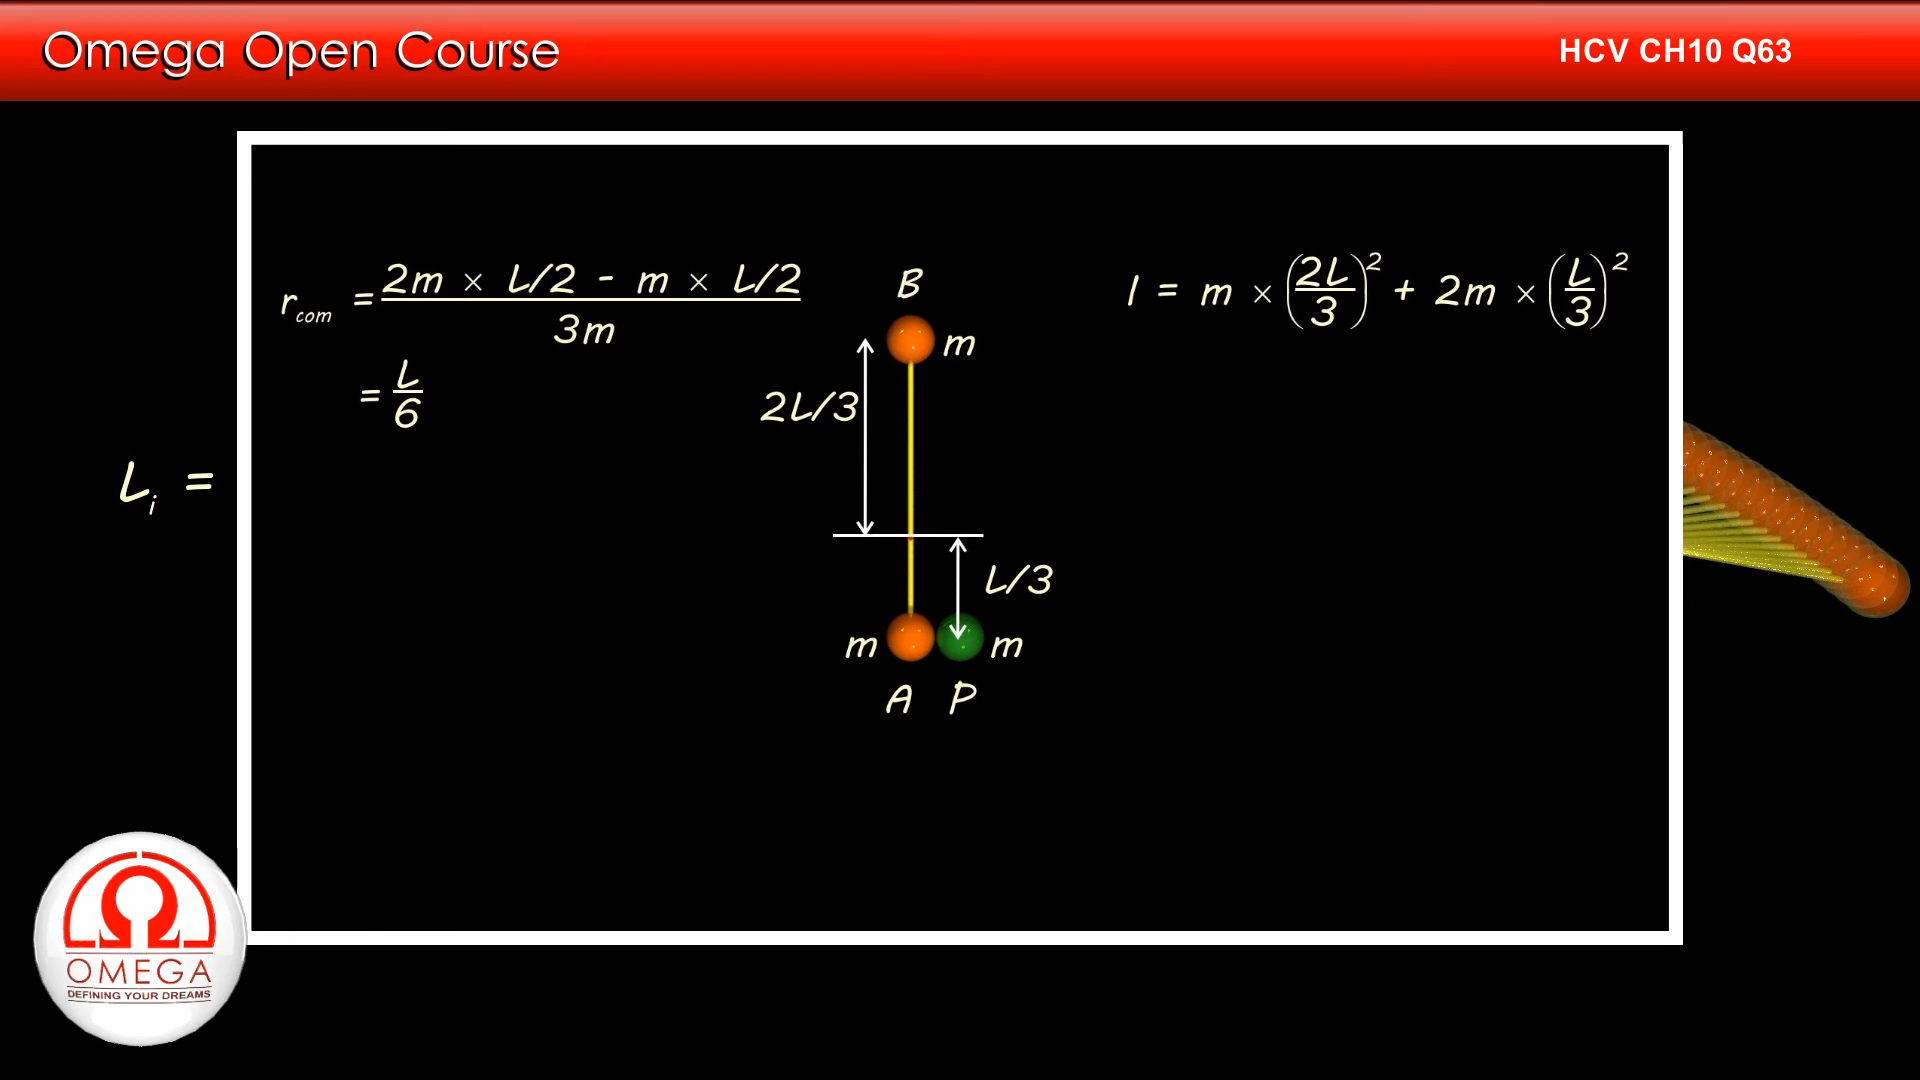 Omega Open Course
HCV CH10 Q63
r_com = (2m × L/2 - m × L/2) / 3m
= L/6
B
m
2L/3
I = m × (2L/3)² + 2m × (L/3)²
L_i =
L/3
m
m
A P
OMEGA
DEFINING YOUR DREAMS